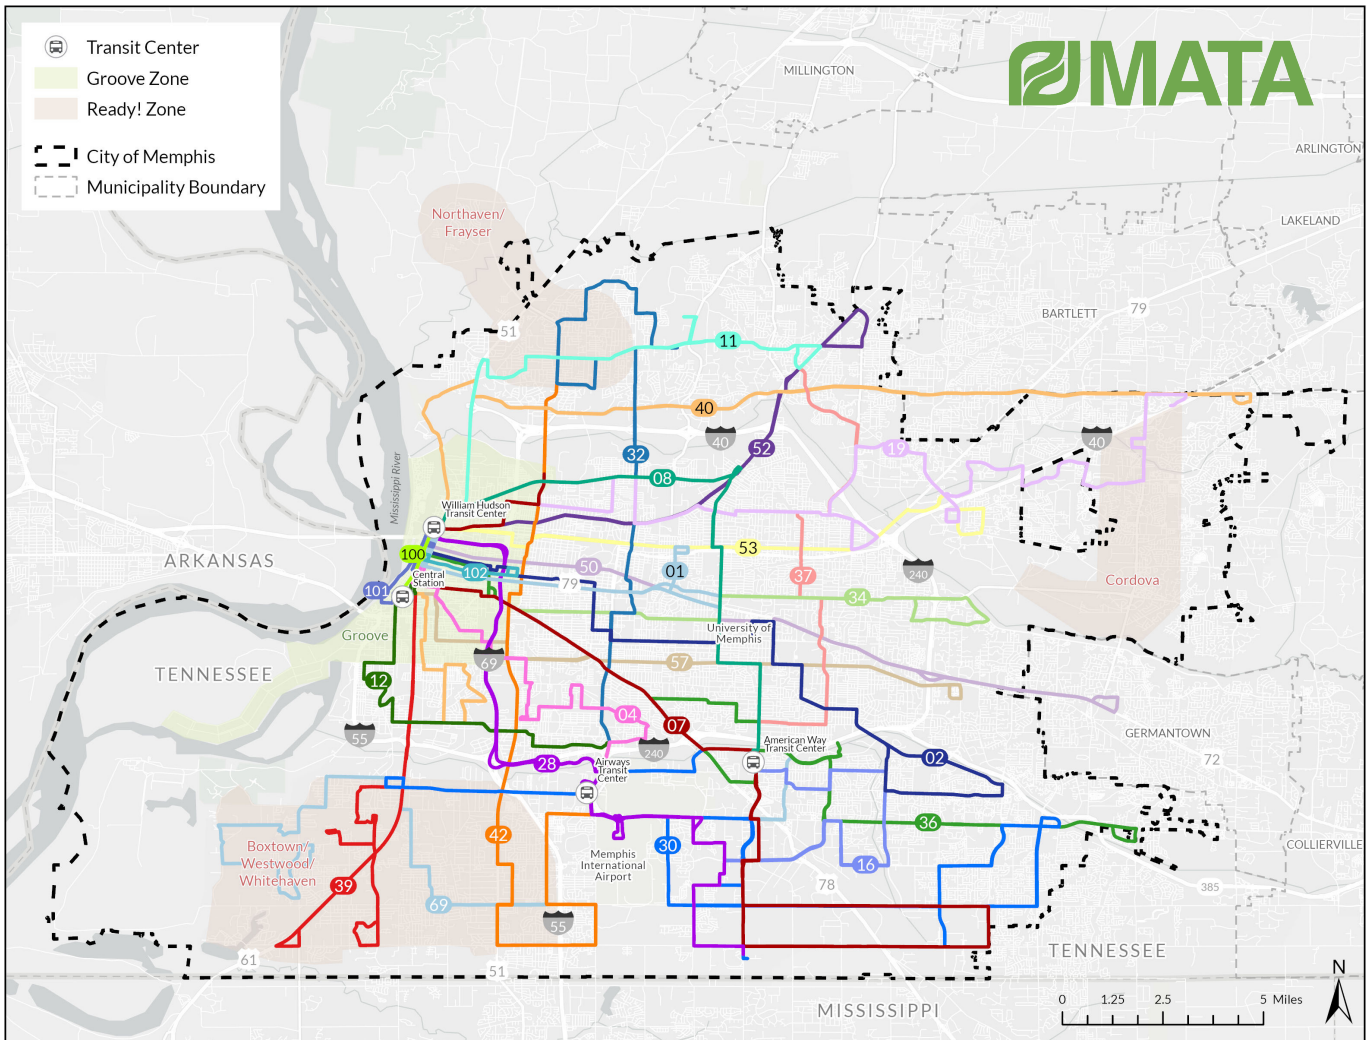 Transit Center
Groove Zone
Ready! Zone
City of Memphis
Municipality Boundary
MATA
MILLINGTON
ARLINGTON
LAKELAND
Northaven/
Frayser
51
BARTLETT
79
11
40
40
40
32
52
19
08
Mississippi River
William Hudson
Transit Center
ARKANSAS
100
53
50
01
Central
Station
102
79
37
240
101
34
Cordova
Groove
University of
Memphis
TENNESSEE
69
57
12
04
07
55
240
American Way
Transit Center
GERMANTOWN
02
72
28
Airways
Transit
Center
42
30
36
Boxtown/
Westwood/
Whitehaven
Memphis
International
Airport
16
COLLIERVILLE
39
78
385
69
55
61
51
TENNESSEE
MISSISSIPPI
N
0 1.25 2.5 5 Miles